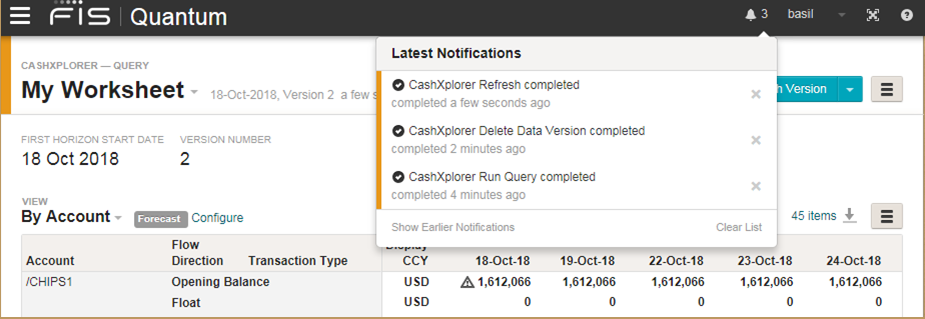 FIS Quantum
3 basil
Latest Notifications
CashXplorer Refresh completed
completed a few seconds ago
CashXplorer Delete Data Version completed
completed 2 minutes ago
CashXplorer Run Query completed
completed 4 minutes ago
Show Earlier Notifications Clear List
CASHXPLORER — QUERY
My Worksheet 18-Oct-2018, Version 2 a few s
h Version
FIRST HORIZON START DATE VERSION NUMBER
18 Oct 2018 2
VIEW
By Account Forecast Configure 45 items
Flow Display
Account Direction Transaction Type CCY 18-Oct-18 19-Oct-18 22-Oct-18 23-Oct-18 24-Oct-18
/CHIPS1 Opening Balance USD 1,612,066 1,612,066 1,612,066 1,612,066 1,612,066
Float USD 0 0 0 0 0